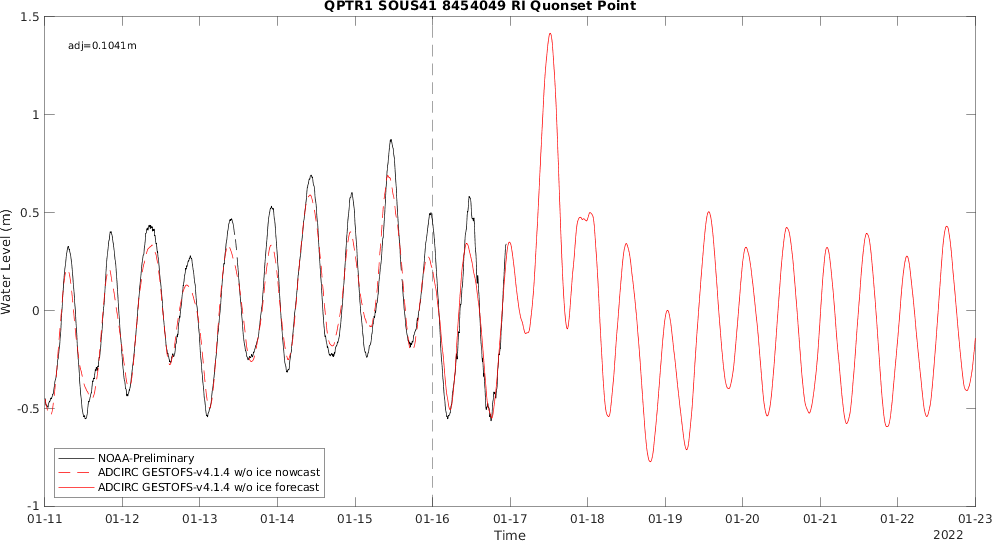 QPTR1 SOUS41 8454049 RI Quonset Point
adj=0.1041m
1.5
1
0.5
0
-0.5
-1
Water Level (m)
NOAA-Preliminary
ADCIRC GESTOFS-v4.1.4 w/o ice nowcast
ADCIRC GESTOFS-v4.1.4 w/o ice forecast
01-11 01-12 01-13 01-14 01-15 01-16 01-17 01-18 01-19 01-20 01-21 01-22 01-23
Time
2022